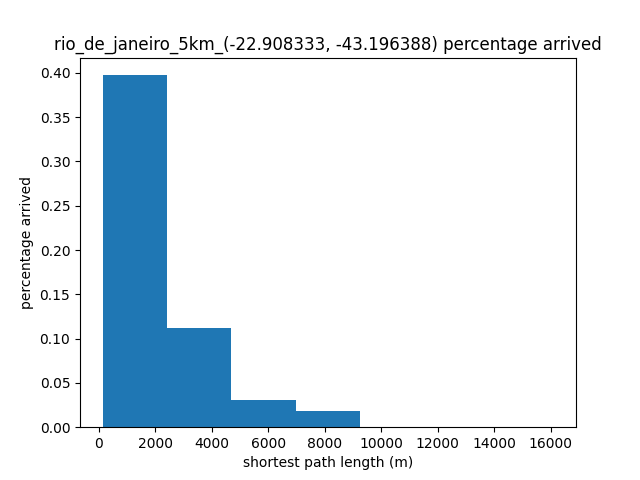 rio_de_janeiro_5km_(-22.908333, -43.196388) percentage arrived
0.40
0.35
0.30
0.25
0.20
0.15
0.10
0.05
0.00
percentage arrived
0 2000 4000 6000 8000 10000 12000 14000 16000
shortest path length (m)